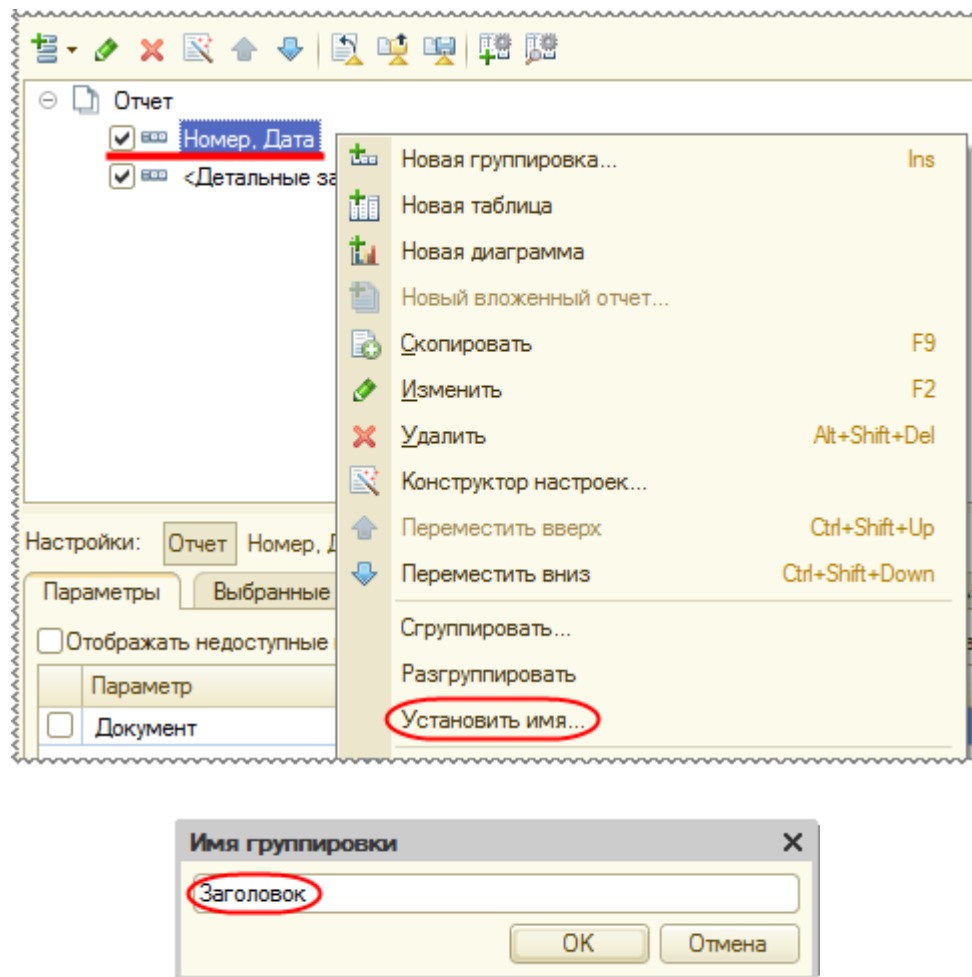 Отчет
Номер, Дата
<Детальные за
Новая группировка... Ins
Новая таблица
Новая диаграмма
Новый вложенный отчет...
Скопировать F9
Изменить F2
Удалить Alt+Shift+Del
Конструктор настроек...
Переместить вверх Ctrl+Shift+Up
Переместить вниз Ctrl+Shift+Down
Сгруппировать...
Разгруппировать
Установить имя...
Настройки: Отчет Номер, Д
Параметры Выбранные
Отображать недоступные
Параметр
Документ
Имя группировки
Заголовок
OK Отмена